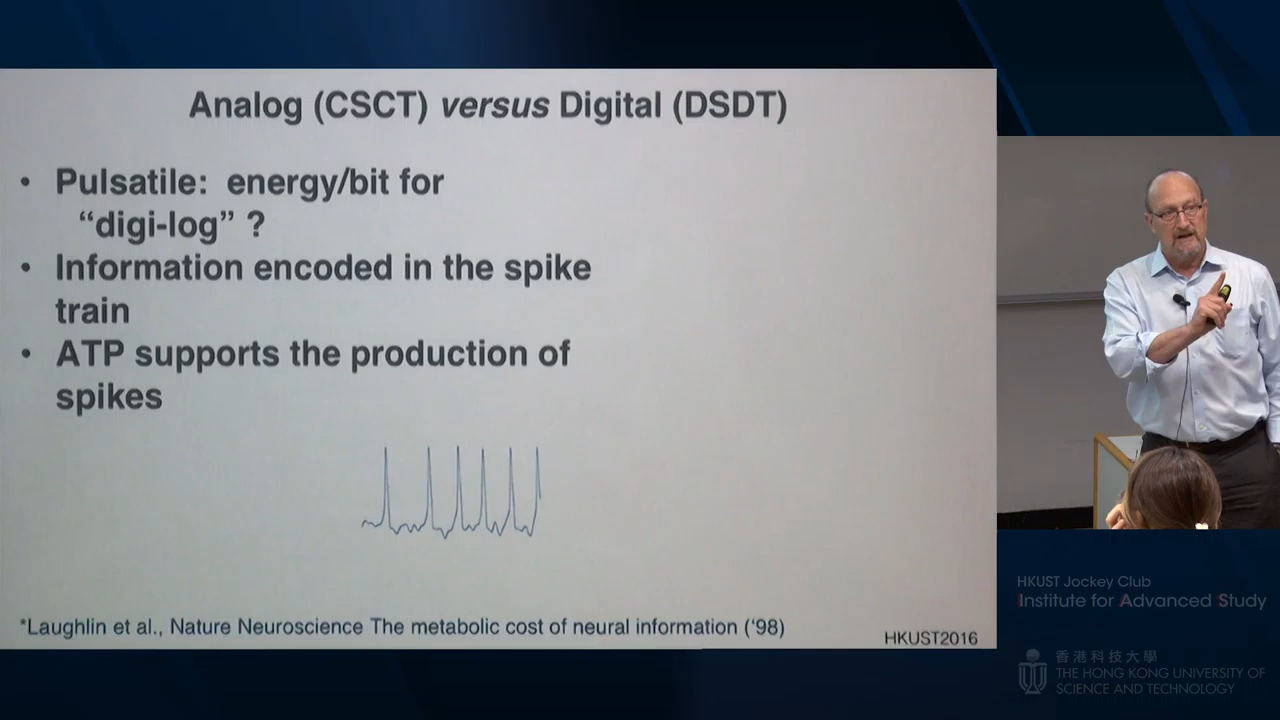 Analog (CSCT) versus Digital (DSDT)
• Pulsatile: energy/bit for
“digi-log” ?
• Information encoded in the spike
train
• ATP supports the production of
spikes
*Laughlin et al., Nature Neuroscience The metabolic cost of neural information (‘98)
HKUST2016
HKUST Jockey Club
Institute for Advanced Study
香港科技大學
THE HONG KONG UNIVERSITY OF
SCIENCE AND TECHNOLOGY